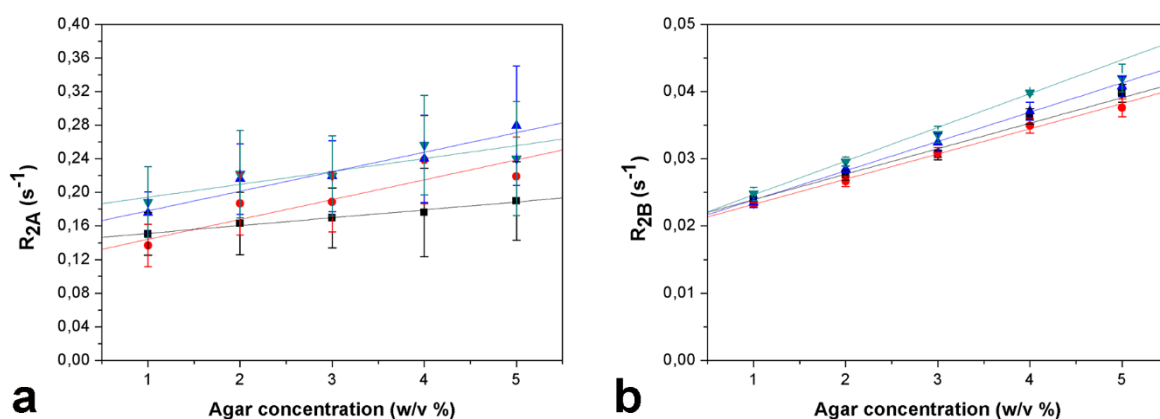 0,40
0,36
0,32
0,28
0,24
0,20
0,16
0,12
0,08
0,04
0,00
R2A (s-1)
1 2 3 4 5
Agar concentration (w/v %)
a
0,05
0,04
0,03
0,02
0,01
0,00
R2B (s-1)
1 2 3 4 5
Agar concentration (w/v %)
b